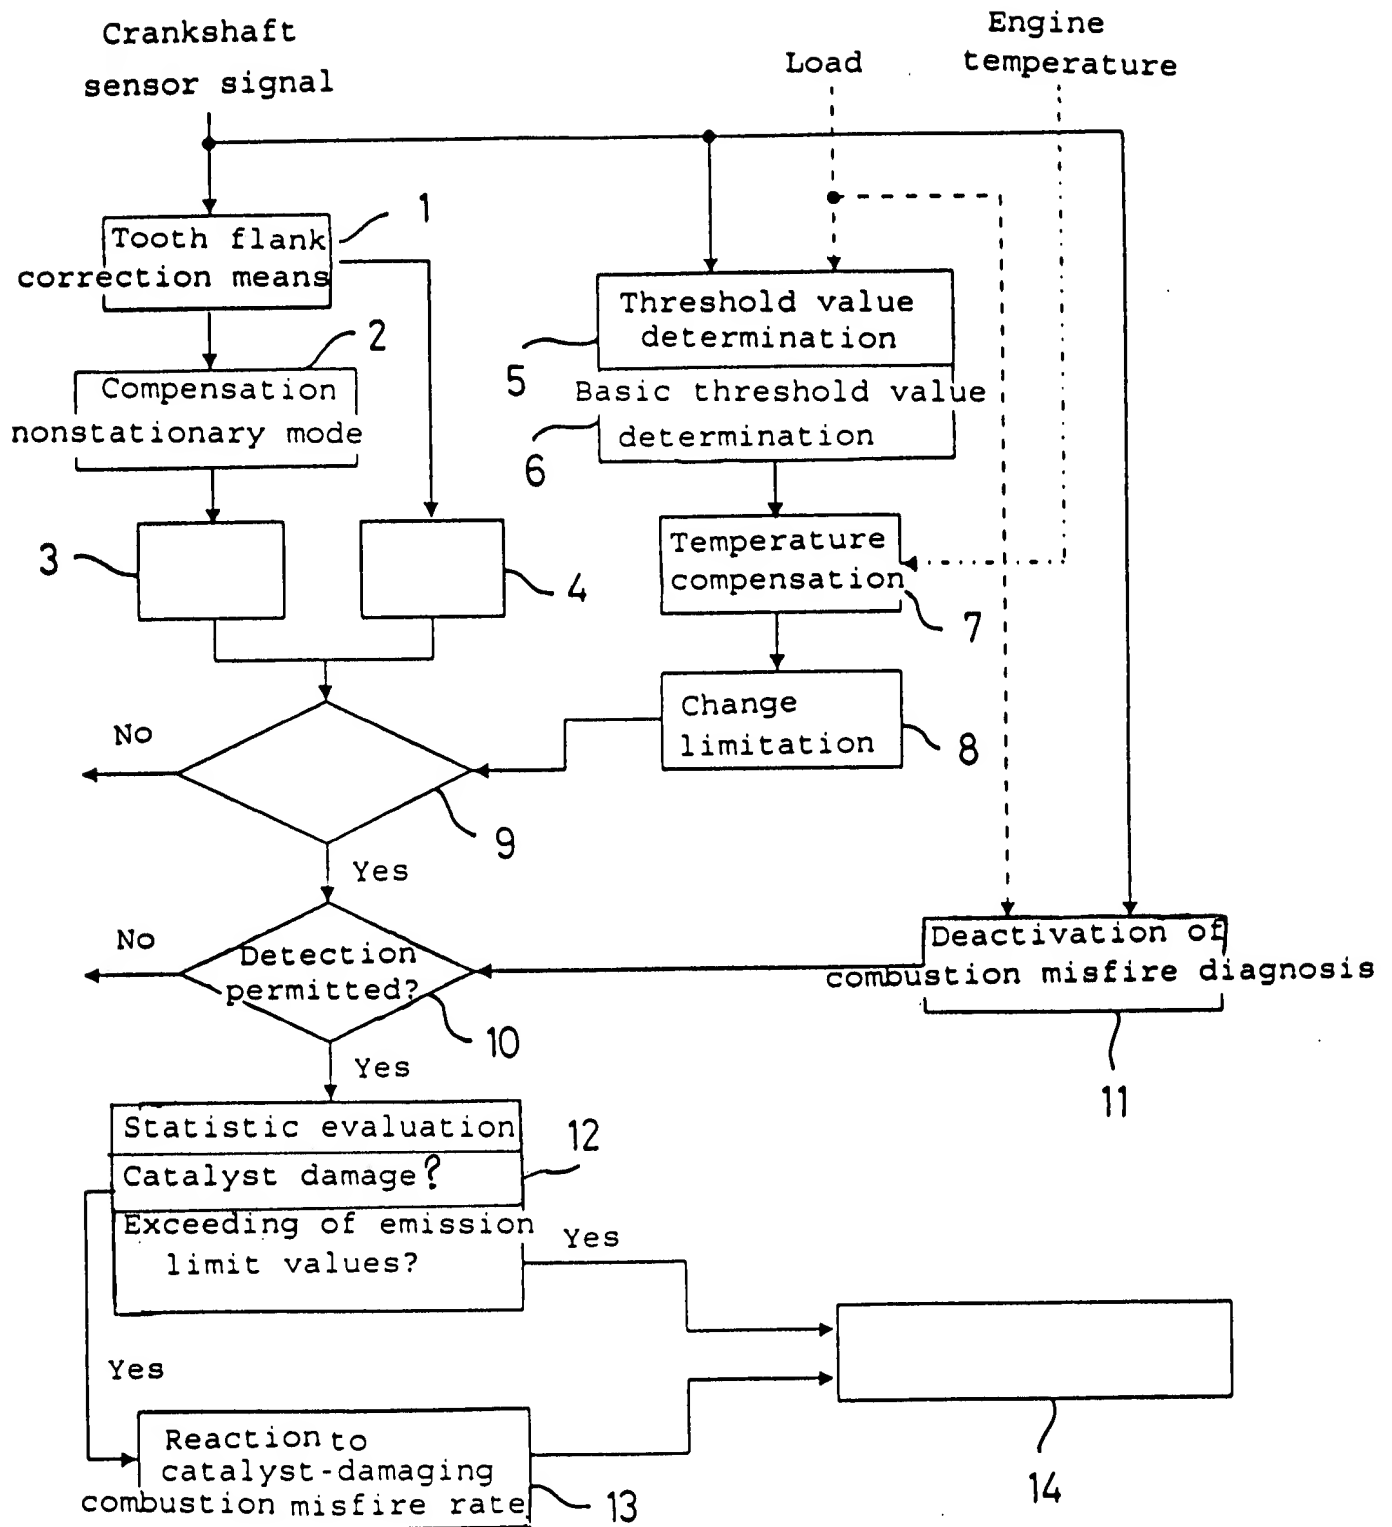 Crankshaft
sensor signal
Load
Engine
temperature
1
Tooth flank
correction means
2
Compensation
nonstationary mode
Threshold value
determination
5
Basic threshold value
determination
6
3
4
Temperature
compensation
7
Change
limitation
8
No
9
Yes
No
Detection
permitted?
10
Deactivation of
combustion misfire diagnosis
11
Yes
Statistic evaluation
12
Catalyst damage?
Exceeding of emission
limit values?
Yes
Yes
Reaction to
catalyst-damaging
combustion misfire rate
13
14